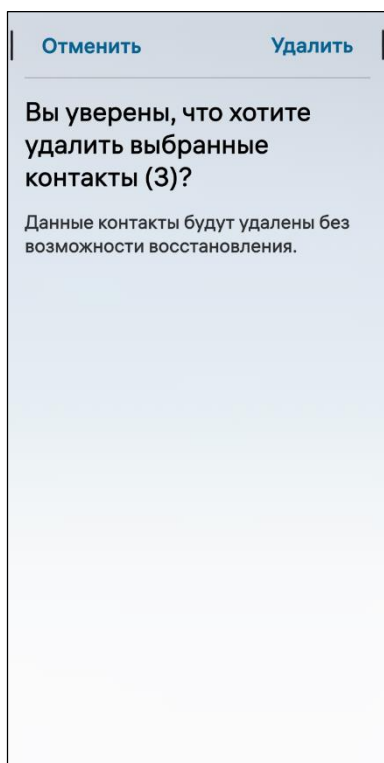 Отменить Удалить
Вы уверены, что хотите
удалить выбранные
контакты (3)?
Данные контакты будут удалены без
возможности восстановления.